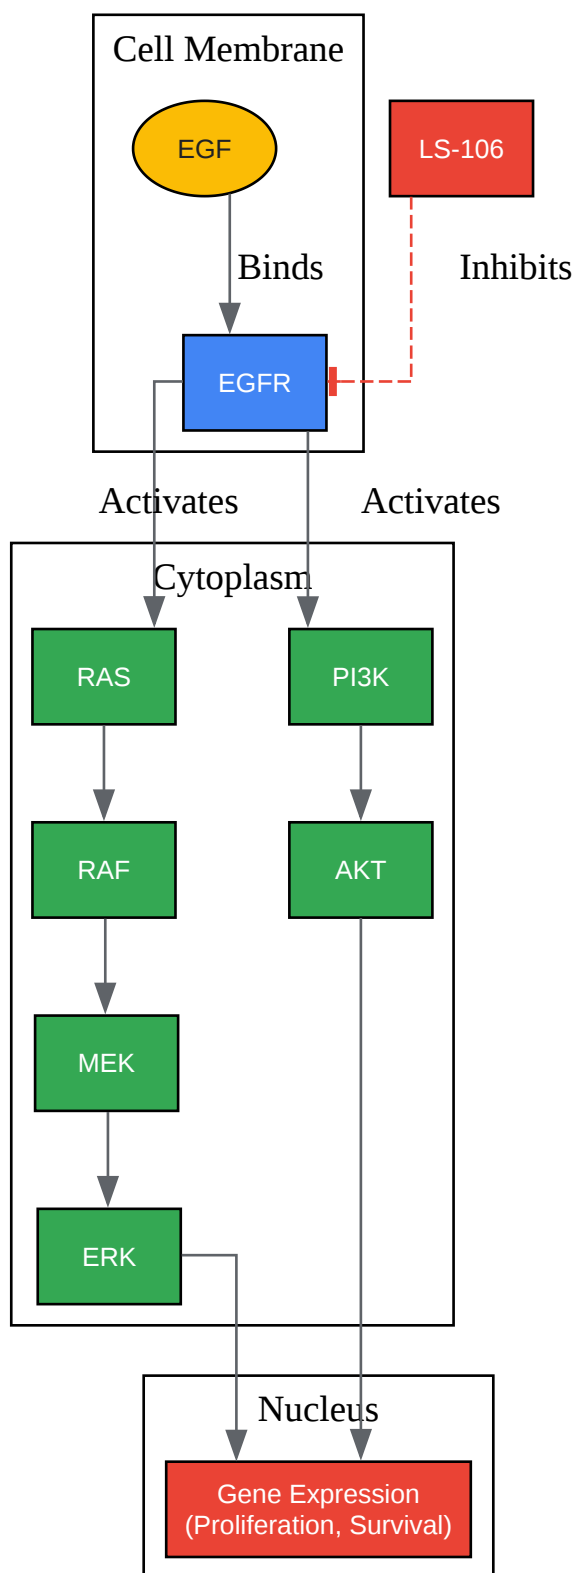 Cell Membrane
EGF
LS-106
Binds
Inhibits
EGFR
Activates
Activates
Cytoplasm
RAS
PI3K
RAF
AKT
MEK
ERK
Nucleus
Gene Expression
(Proliferation, Survival)